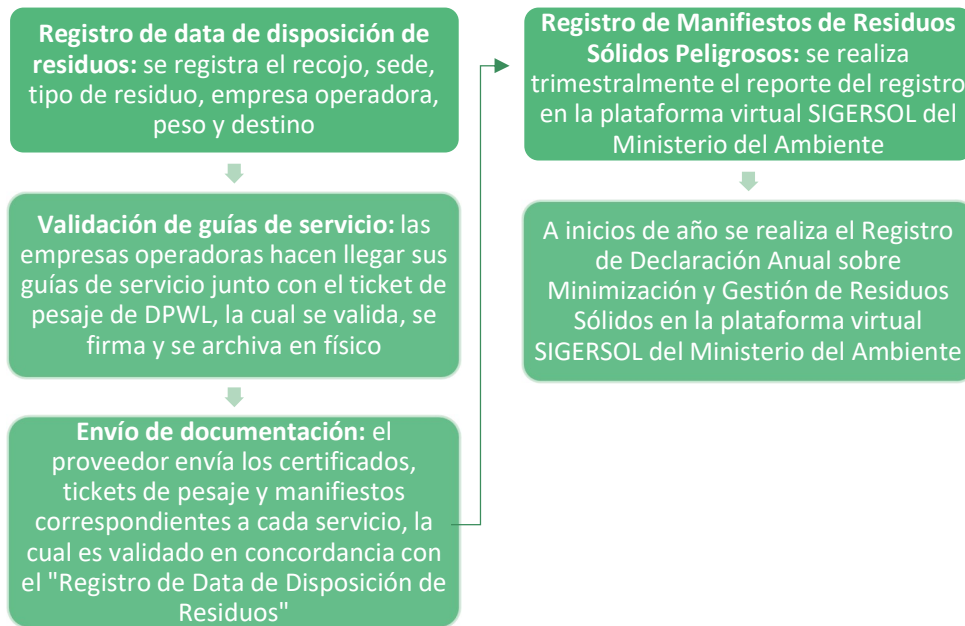 Registro de data de disposición de
residuos: se registra el recojo, sede,
tipo de residuo, empresa operadora,
peso y destino
Validación de guías de servicio: las
empresas operadoras hacen llegar sus
guías de servicio junto con el ticket de
pesaje de DPWL, la cual se valida, se
firma y se archiva en físico
Envío de documentación: el
proveedor envía los certificados,
tickets de pesaje y manifiestos
correspondientes a cada servicio, la
cual es validado en concordancia con
el "Registro de Data de Disposición de
Residuos"
Registro de Manifiestos de Residuos
Sólidos Peligrosos: se realiza
trimestralmente el reporte del registro
en la plataforma virtual SIGERSOL del
Ministerio del Ambiente
A inicios de año se realiza el Registro
de Declaración Anual sobre
Minimización y Gestión de Residuos
Sólidos en la plataforma virtual
SIGERSOL del Ministerio del Ambiente